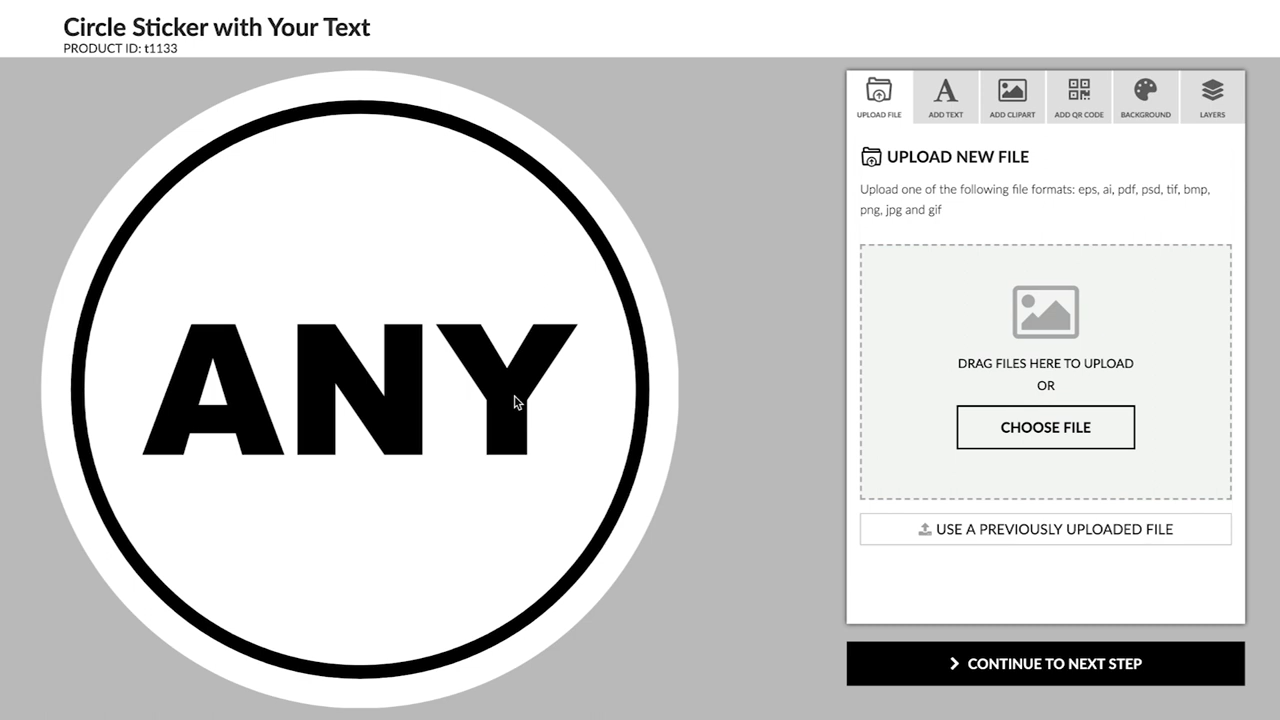 Circle Sticker with Your Text
PRODUCT ID: t1133
ANY
UPLOAD FILE
ADD TEXT
ADD CLIPART
ADD QR CODE
BACKGROUND
LAYERS
UPLOAD NEW FILE
Upload one of the following file formats: eps, ai, pdf, psd, tif, bmp,
png, jpg and gif
DRAG FILES HERE TO UPLOAD
OR
CHOOSE FILE
USE A PREVIOUSLY UPLOADED FILE
CONTINUE TO NEXT STEP